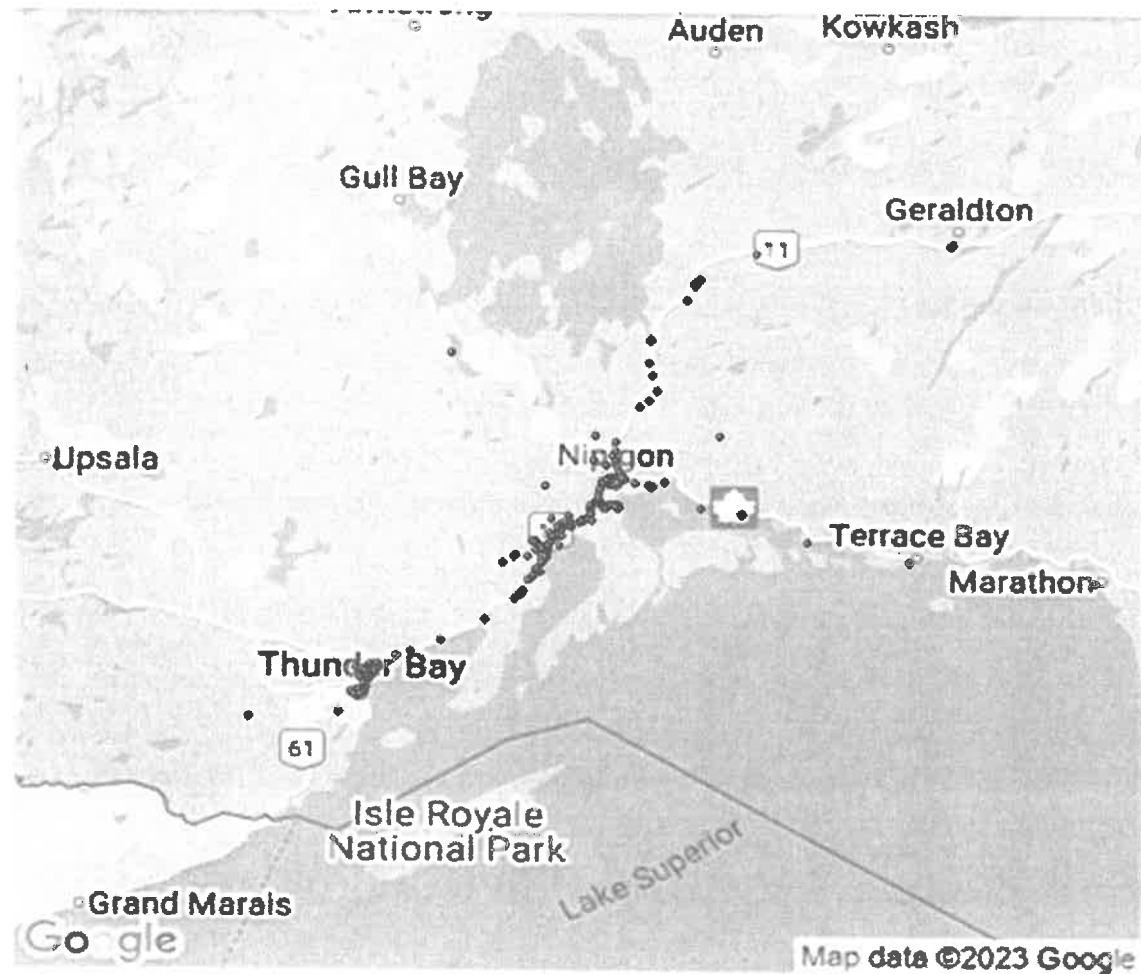 Auden
Kowkash
Gull Bay
Geraldton
11
Nipigon
Upsala
Terrace Bay
Marathon
Thunder Bay
61
Isle Royale
National Park
Lake Superior
Grand Marais
Google
Map data ©2023 Google